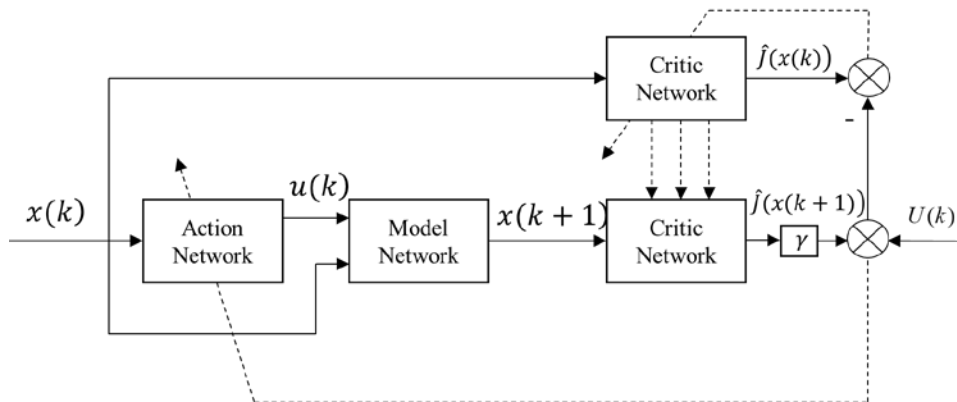 Critic
Network
Ĵ(x(k))
-
x(k)
Action
Network
u(k)
Model
Network
x(k + 1)
Critic
Network
Ĵ(x(k + 1))
γ
U(k)